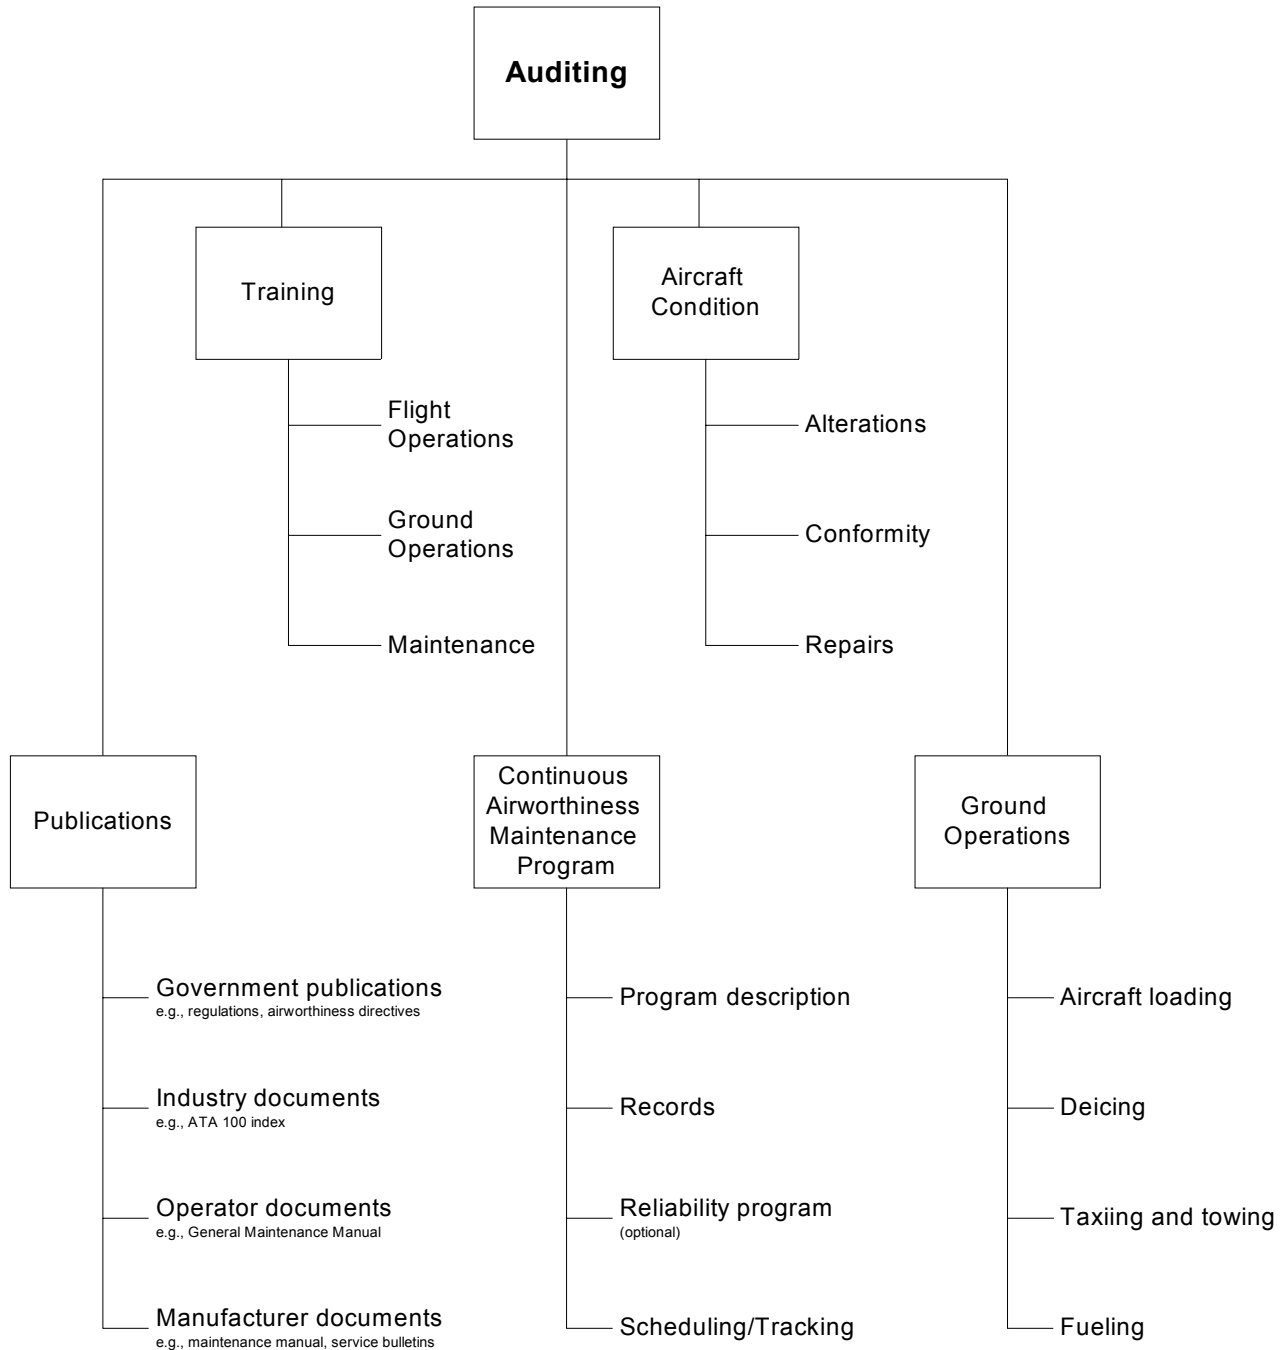 Auditing
Training
Aircraft
Condition
Flight
Operations
Alterations
Ground
Operations
Conformity
Maintenance
Repairs
Publications
Continuous
Airworthiness
Maintenance
Program
Ground
Operations
Government publications
e.g., regulations, airworthiness directives
Program description
Aircraft loading
Industry documents
e.g., ATA 100 index
Records
Deicing
Operator documents
e.g., General Maintenance Manual
Reliability program
(optional)
Taxiing and towing
Manufacturer documents
e.g., maintenance manual, service bulletins
Scheduling/Tracking
Fueling